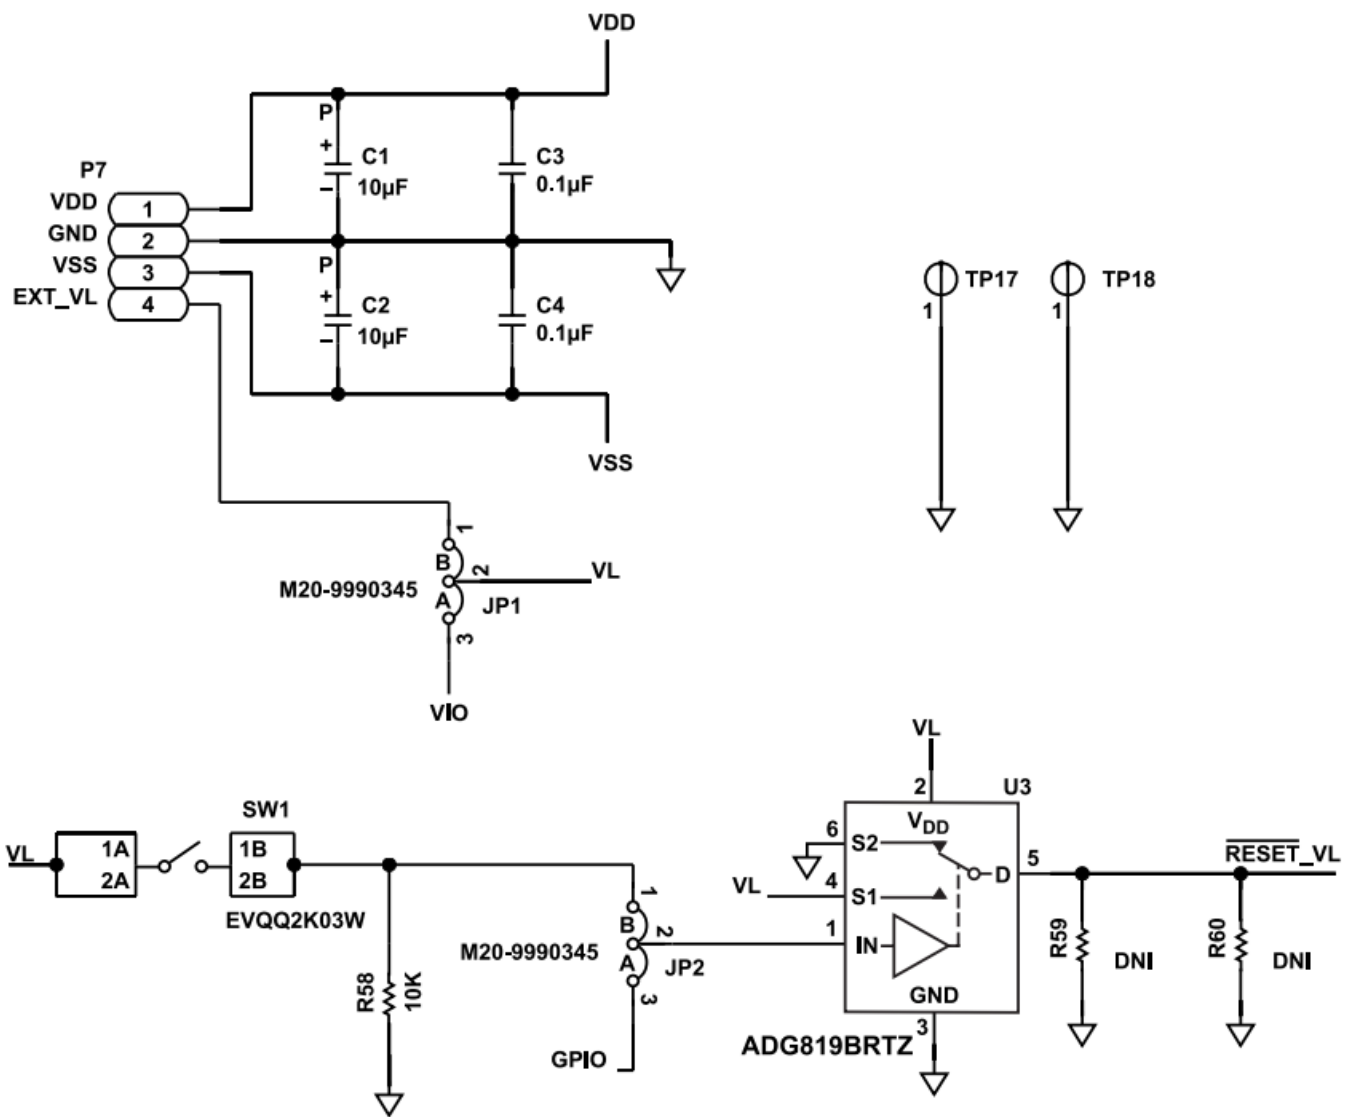 VDD
P7
VDD 1
GND 2
VSS 3
EXT_VL 4
P
+
C1
10µF
−
C3
0.1µF
P
+
C2
10µF
−
C4
0.1µF
VSS
TP17
1
TP18
1
1
B
2
VL
M20-9990345
A
JP1
3
VIO
VL
SW1
1A
2A
1B
2B
EVQQ2K03W
R58
10K
1
B
2
M20-9990345
A
JP2
3
GPIO
VL
2
U3
VDD
6
S2
4
VL
S1
1
IN
D
5
GND
3
ADG819BRTZ
RESET_VL
R59
DNI
R60
DNI